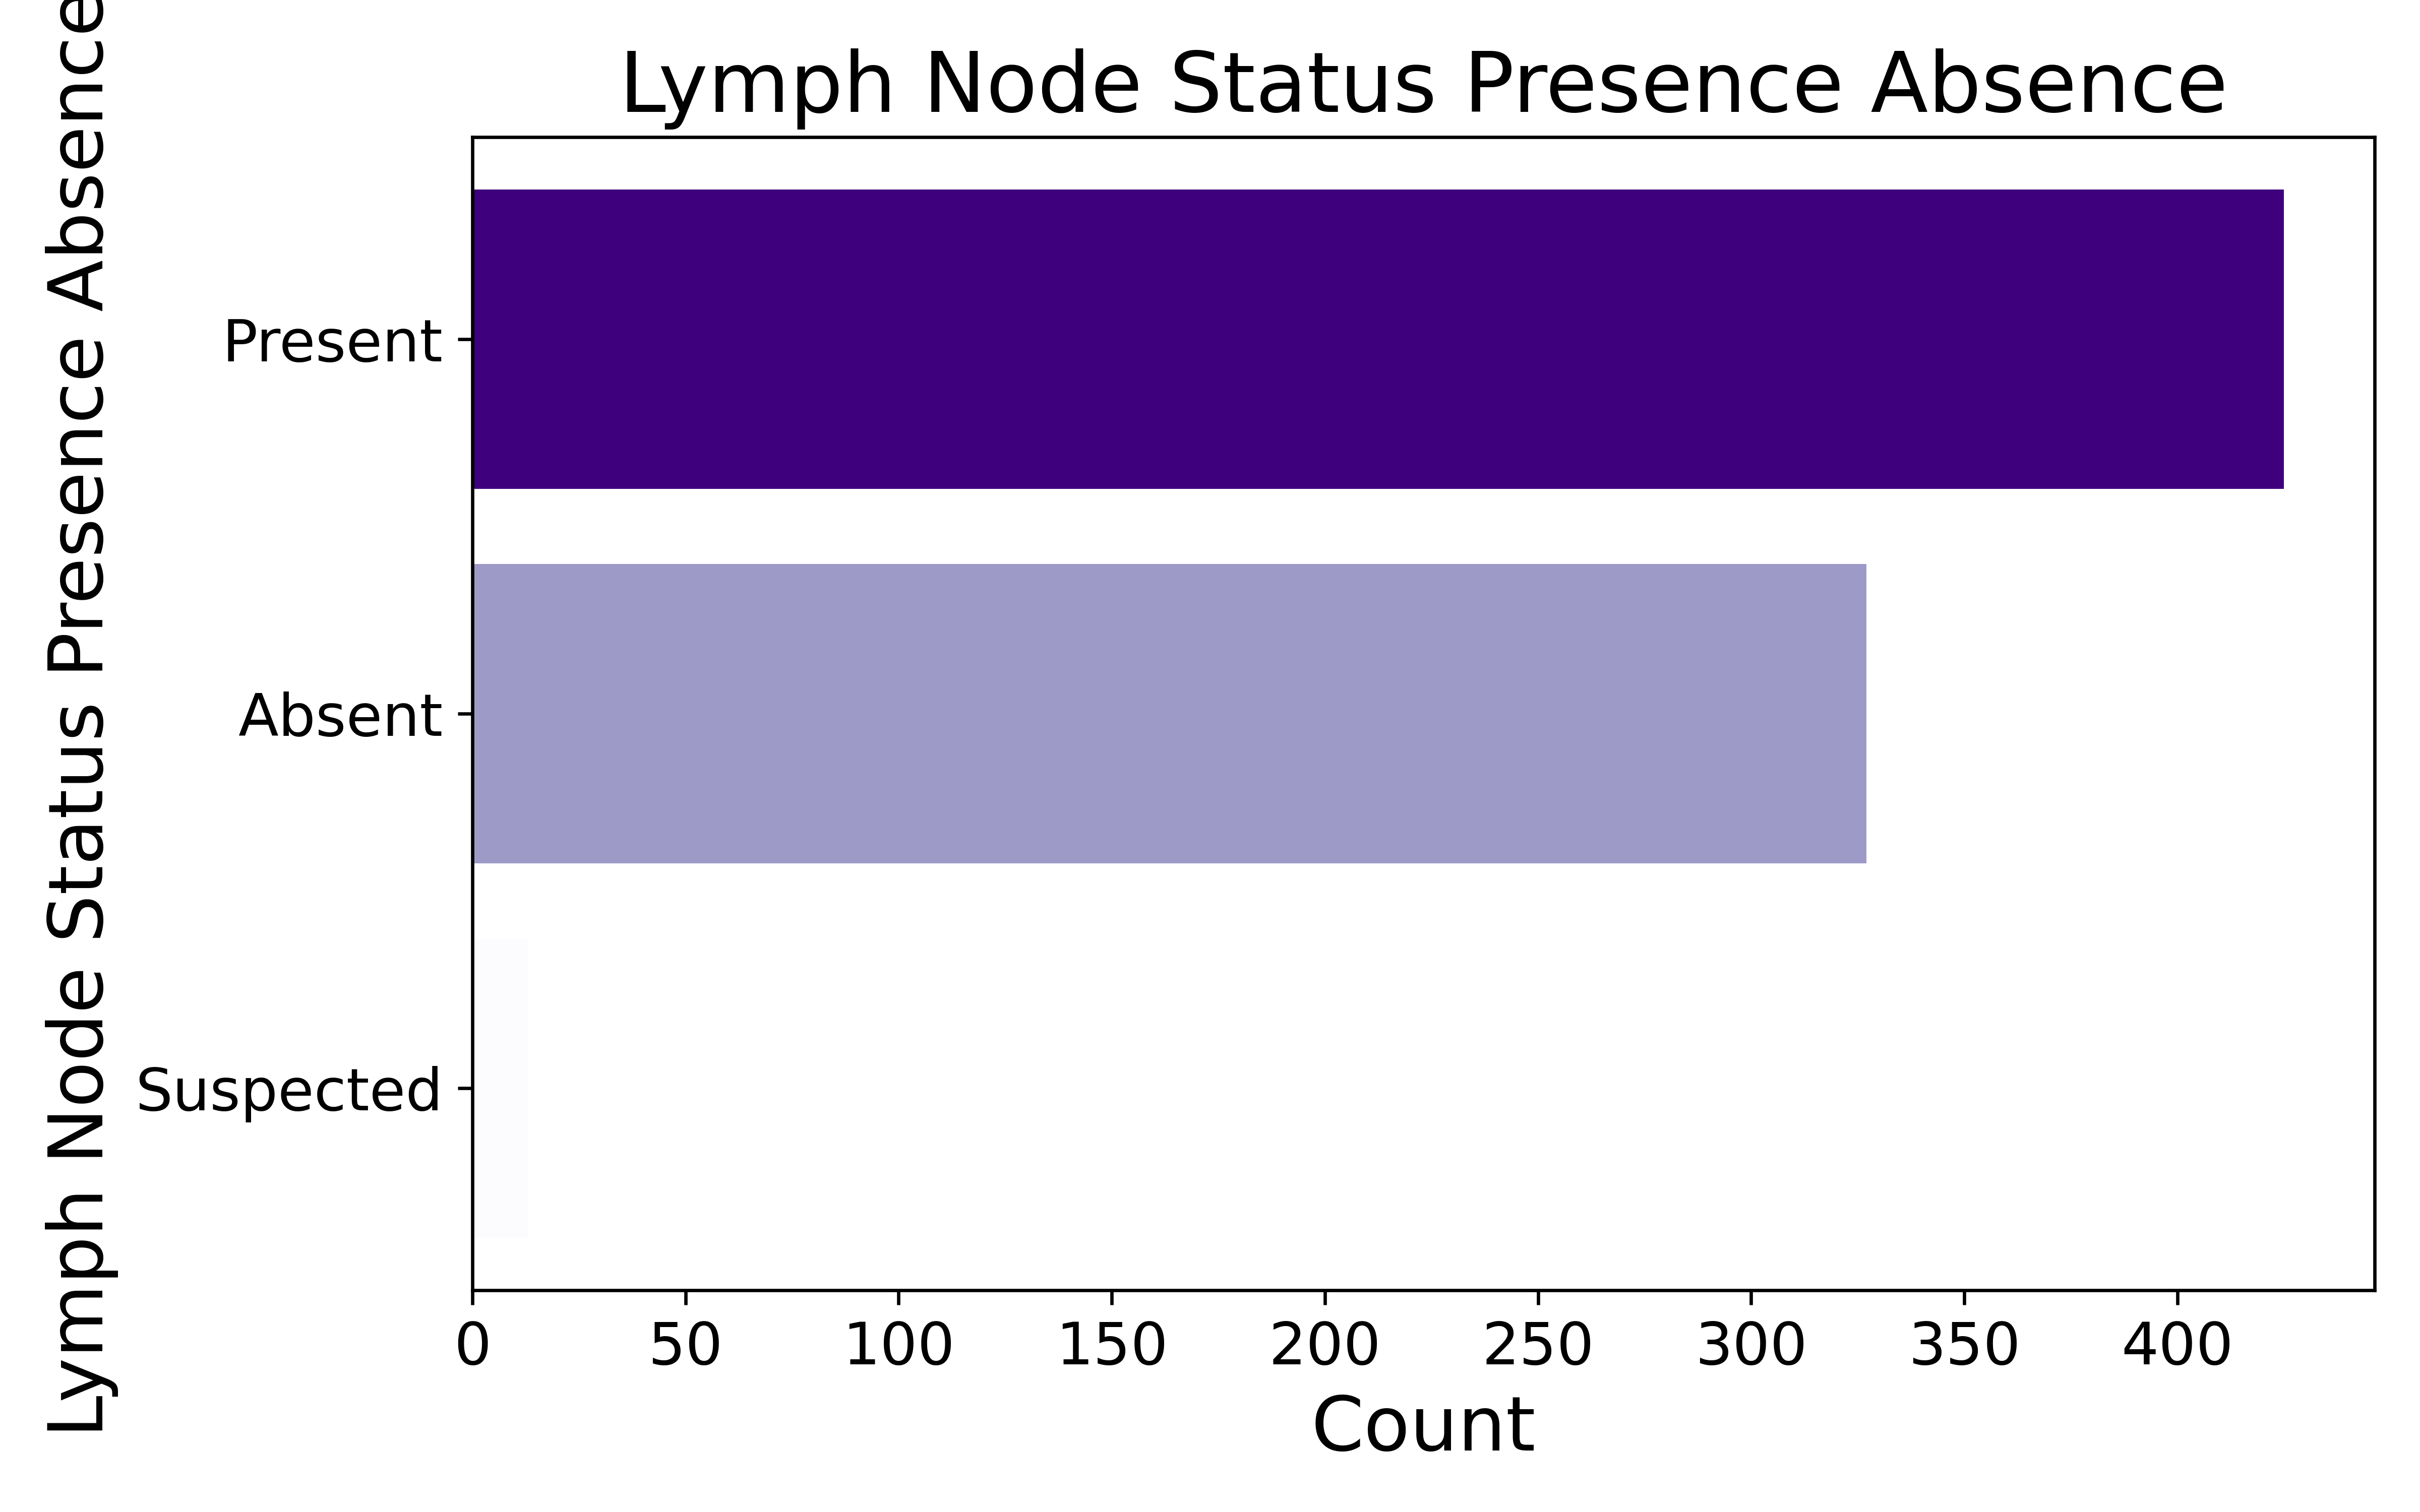 Lymph Node Status Presence Absence
Lymph Node Status Presence Absence
Present
Absent
Suspected
0 50 100 150 200 250 300 350 400
Count